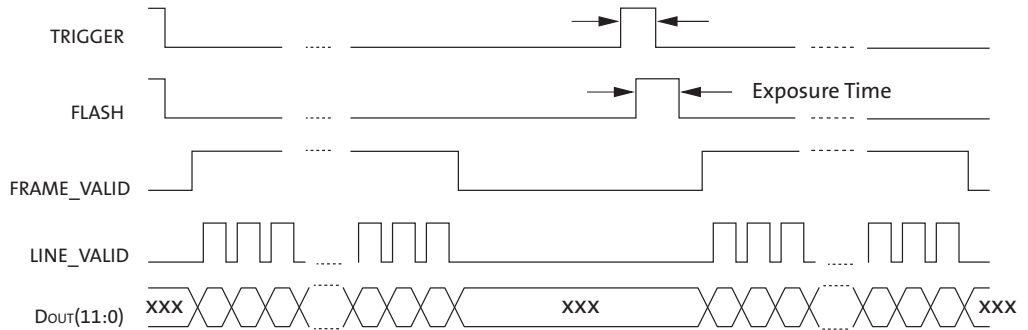 TRIGGER
FLASH
Exposure Time
FRAME_VALID
LINE_VALID
DOUT(11:0)
XXX
XXX
XXX